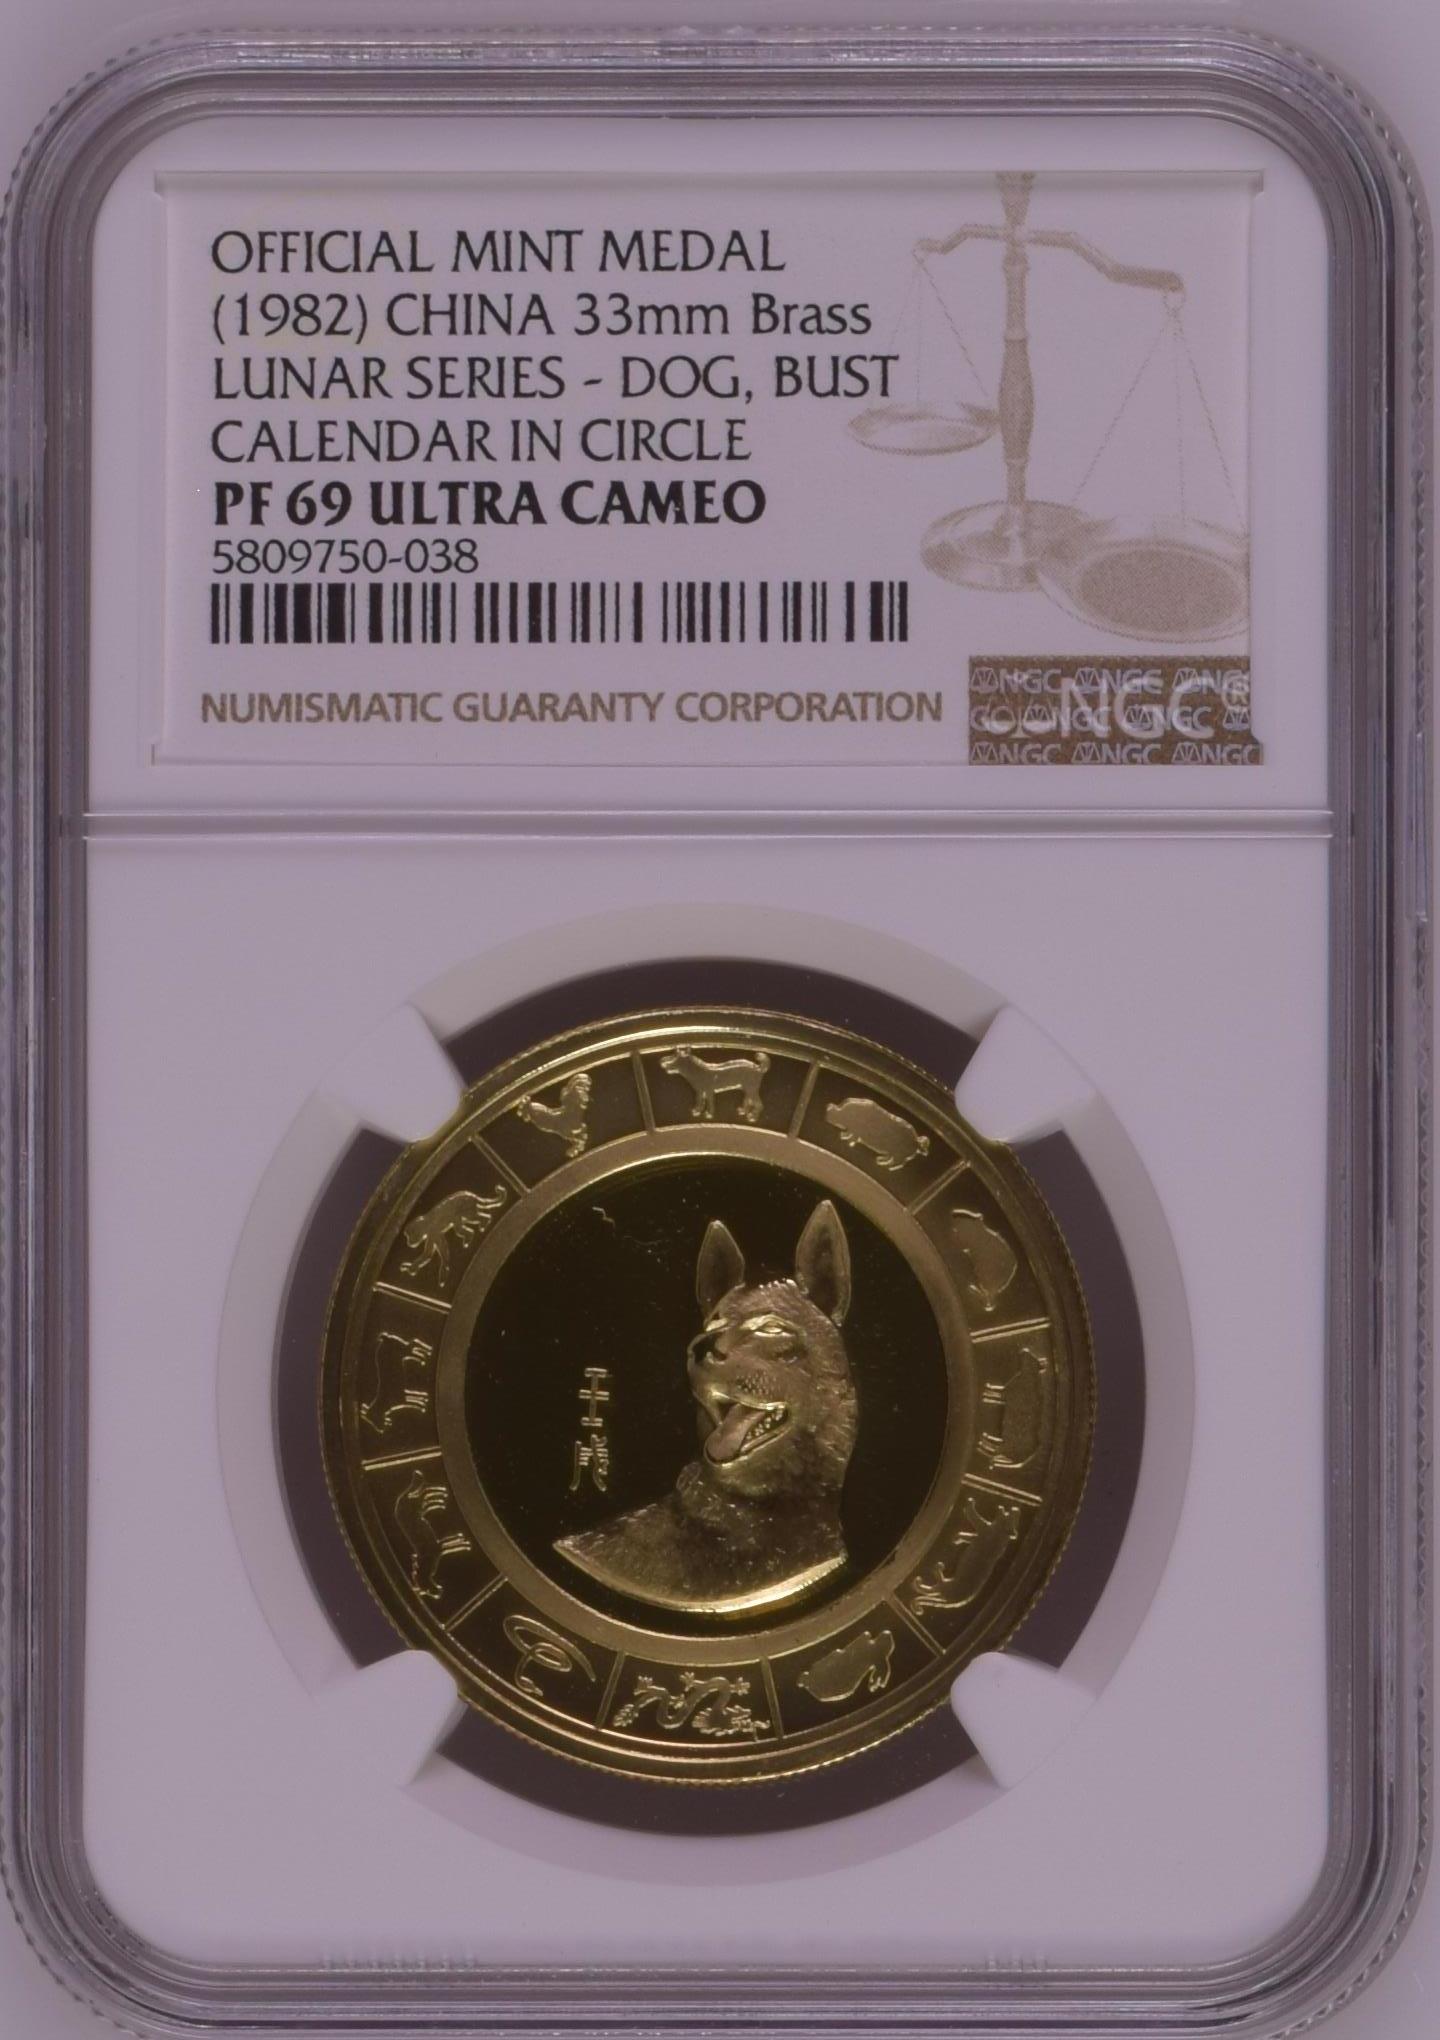 OFFICIAL MINT MEDAL
(1982) CHINA 33mm Brass
LUNAR SERIES - DOG, BUST
CALENDAR IN CIRCLE
PF 69 ULTRA CAMEO
5809750-038
NUMISMATIC GUARANTY CORPORATION
NGC®
壬戌